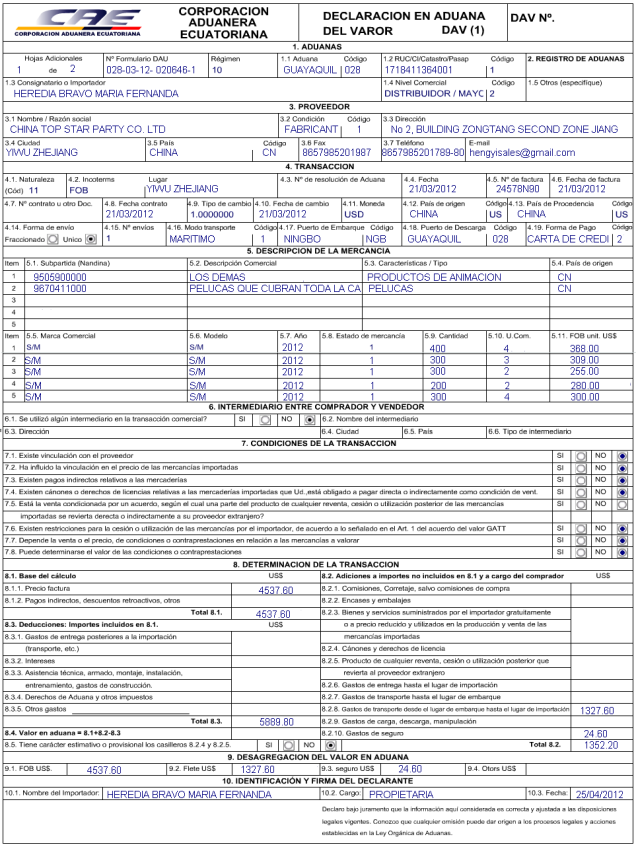 CAE
CORPORACION ADUANERA ECUATORIANA
CORPORACION
ADUANERA
ECUATORIANA
DECLARACION EN ADUANA
DEL VAROR DAV (1)
DAV Nº.
1. ADUANAS
Hojas Adicionales Nº Formulario DAU Régimen 1.1 Aduana Código 1.2 RUC/CI/Catastro/Pasap Código 2. REGISTRO DE ADUANAS
1 de 2 028-03-12- 020646-1 10 GUAYAQUIL 028 1718411364001 1
1.3 Consignatario o Importador 1.4 Nivel Comercial Código 1.5 Otros (especifíque)
HEREDIA BRAVO MARIA FERNANDA DISTRIBUIDOR / MAYC 2
3. PROVEEDOR
3.1 Nombre / Razón social 3.2 Condición Código 3.3 Dirección
CHINA TOP STAR PARTY CO. LTD FABRICANT 1 No 2, BUILDING ZONGTANG SECOND ZONE JIANG
3.4 Ciudad 3.5 País Código 3.6 Fax 3.7 Teléfono E-mail
YIVVU ZHEJIANG CHINA CN 8657985201987 8657985201789-80 hengyisales@gmail.com
4. TRANSACCION
4.1. Naturaleza 4.2. Incoterms Lugar 4.3. Nº de resolución de Aduana 4.4. Fecha 4.5. Nº de factura 4.6. Fecha de factura
(Cód) 11 FOB YIVVU ZHEJIANG 21/03/2012 24578N90 21/03/2012
4.7. Nº contrato u otro Doc. 4.8. Fecha contrato 4.9. Tipo de cambio 4.10. Fecha de cambio 4.11. Moneda 4.12. País de origen Código 4.13. País de Procedencia Código
21/03/2012 1.0000000 21/03/2012 USD CHINA US CHINA US
4.14. Forma de envío 4.15. Nº envíos 4.16. Modo transporte Código 4.17. Puerto de Embarque Código 4.18. Puerto de Descarga Código 4.19. Forma de Pago Código
Fraccionado Unico 1 MARITIMO 1 NINGBO NGB GUAYAQUIL 028 CARTA DE CREDI 2
5. DESCRIPCION DE LA MERCANCIA
Item 5.1. Subpartida (Nandina) 5.2. Descripción Comercial 5.3. Características / Tipo 5.4. País de origen
1 9505900000 LOS DEMAS PRODUCTOS DE ANIMACION CN
2 9670411000 PELUCAS QUE CUBRAN TODA LA CA PELUCAS CN
3
4
5
Item 5.5. Marca Comercial 5.6. Modelo 5.7. Año 5.8. Estado de mercancía 5.9. Cantidad 5.10. U.Com. 5.11. FOB unit. US$
1 S/M S/M 2012 1 400 4 368.00
2 S/M S/M 2012 1 300 3 309.00
3 S/M S/M 2012 1 300 2 255.00
4 S/M S/M 2012 1 200 2 280.00
5 S/M S/M 2012 1 300 4 300.00
6. INTERMEDIARIO ENTRE COMPRADOR Y VENDEDOR
6.1. Se utilizó algún intermediario en la transacción comercial? SI NO 6.2. Nombre del intermediario
6.3. Dirección 6.4. Ciudad 6.5. País 6.6. Tipo de intermediario
7. CONDICIONES DE LA TRANSACCION
7.1. Existe vinculación con el proveedor SI NO
7.2. Ha influido la vinculación en el precio de las mercancías importadas SI NO
7.3. Existen pagos indirectos relativos a las mercaderías SI NO
7.4. Existen cánones o derechos de licencias relativas a las mercaderías importadas que Ud.,está obligado a pagar directa o indirectamente como condición de vent. SI NO
7.5. Está la venta condicionada por un acuerdo, según el cual una parte del producto de cualquier reventa, cesión o utilización posterior de las mercancías SI NO
importadas se revierta derecta o indirectamente a su proveedor extranjero?
7.6. Existen restricciones para la cesión o utilización de las mercancías por el importador, de acuerdo a lo señalado en el Art. 1 del acuerdo del valor GATT SI NO
7.7. Depende la venta o el precio, de condiciones o contraprestaciones en relación a las mercancías a valorar SI NO
7.8. Puede determinarse el valor de las condiciones o contraprestaciones SI NO
8. DETERMINACION DE LA TRANSACCION
8.1. Base del cálculo US$ 8.2. Adiciones a importes no incluidos en 8.1 y a cargo del comprador US$
8.1.1. Precio factura 4537.60 8.2.1. Comisiones, Corretaje, salvo comisiones de compra
8.1.2. Pagos indirectos, descuentos retroactivos, otros 8.2.2. Encases y embalajes
Total 8.1. 4537.60 8.2.3. Bienes y servicios suministrados por el importador gratuitamente
8.3. Deducciones: Importes incluidos en 8.1. US$ o a precio reducido y utilizados en la producción y venta de las
8.3.1. Gastos de entrega posteriores a la importación mercancías importadas
(transporte, etc.) 8.2.4. Cánones y derechos de licencia
8.3.2. Intereses 8.2.5. Producto de cualquier reventa, cesión o utilización posterior que
8.3.3. Asistencia técnica, armado, montaje, instalación, revierta al proveedor extranjero
entrenamiento, gastos de construcción. 8.2.6. Gastos de entrega hasta el lugar de importación
8.3.4. Derechos de Aduana y otros impuestos 8.2.7. Gastos de transporte hasta el lugar de embarque
8.3.5. Otros gastos 8.2.8. Gastos de transporte desde el lugar de embarque hasta el lugar de importación 1327.60
Total 8.3. 5889.80 8.2.9. Gastos de carga, descarga, manipulación
8.4. Valor en aduana = 8.1+8.2-8.3 8.2.10. Gastos de seguro 24.60
8.5. Tiene carácter estimativo o provisional los casilleros 8.2.4 y 8.2.5. SI NO Total 8.2. 1352.20
9. DESAGREGACION DEL VALOR EN ADUANA
9.1. FOB US$. 4537.60 9.2. Flete US$ 1327.60 9.3. seguro US$ 24.60 9.4. Otors US$
10. IDENTIFICACIÓN Y FIRMA DEL DECLARANTE
10.1. Nombre del Importador: HEREDIA BRAVO MARIA FERNANDA 10.2. Cargo: PROPIETARIA 10.3. Fecha: 25/04/2012
Declaro bajo juramento que la información aquí considerada es correcta y ajustada a las disposiciones
legales vigentes. Conozco que cualquier omisión puede dar origen a los procesos legales y acciones
establecidas en la Ley Orgánica de Aduanas.